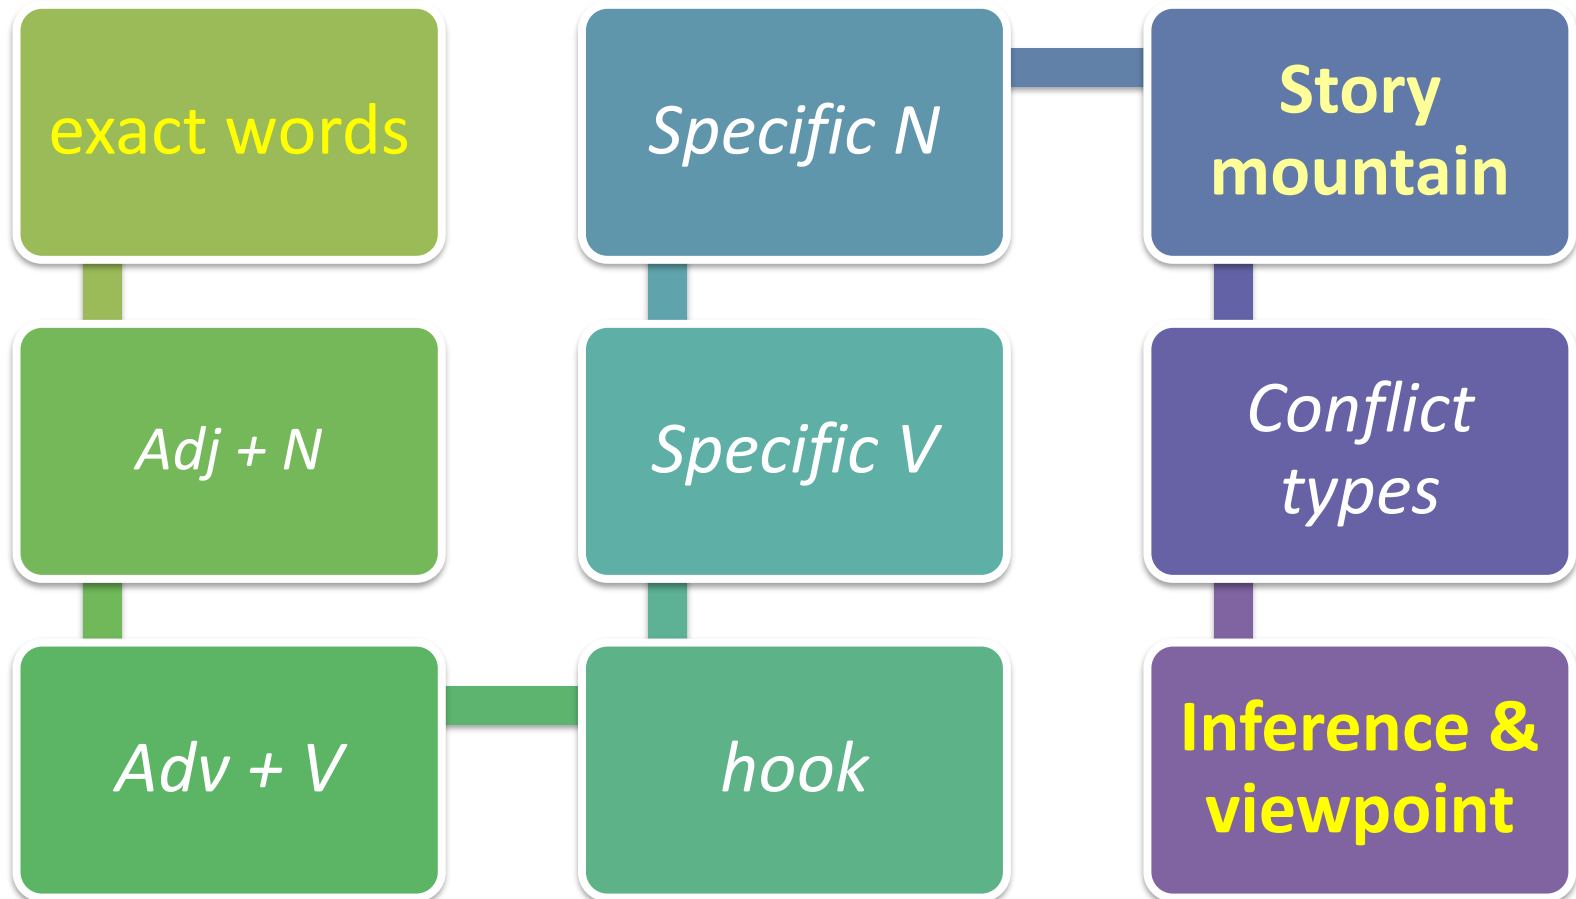 exact words
Adj + N
Adv + V
hook
Specific V
Specific N
Story
mountain
Conflict
types
Inference &
viewpoint